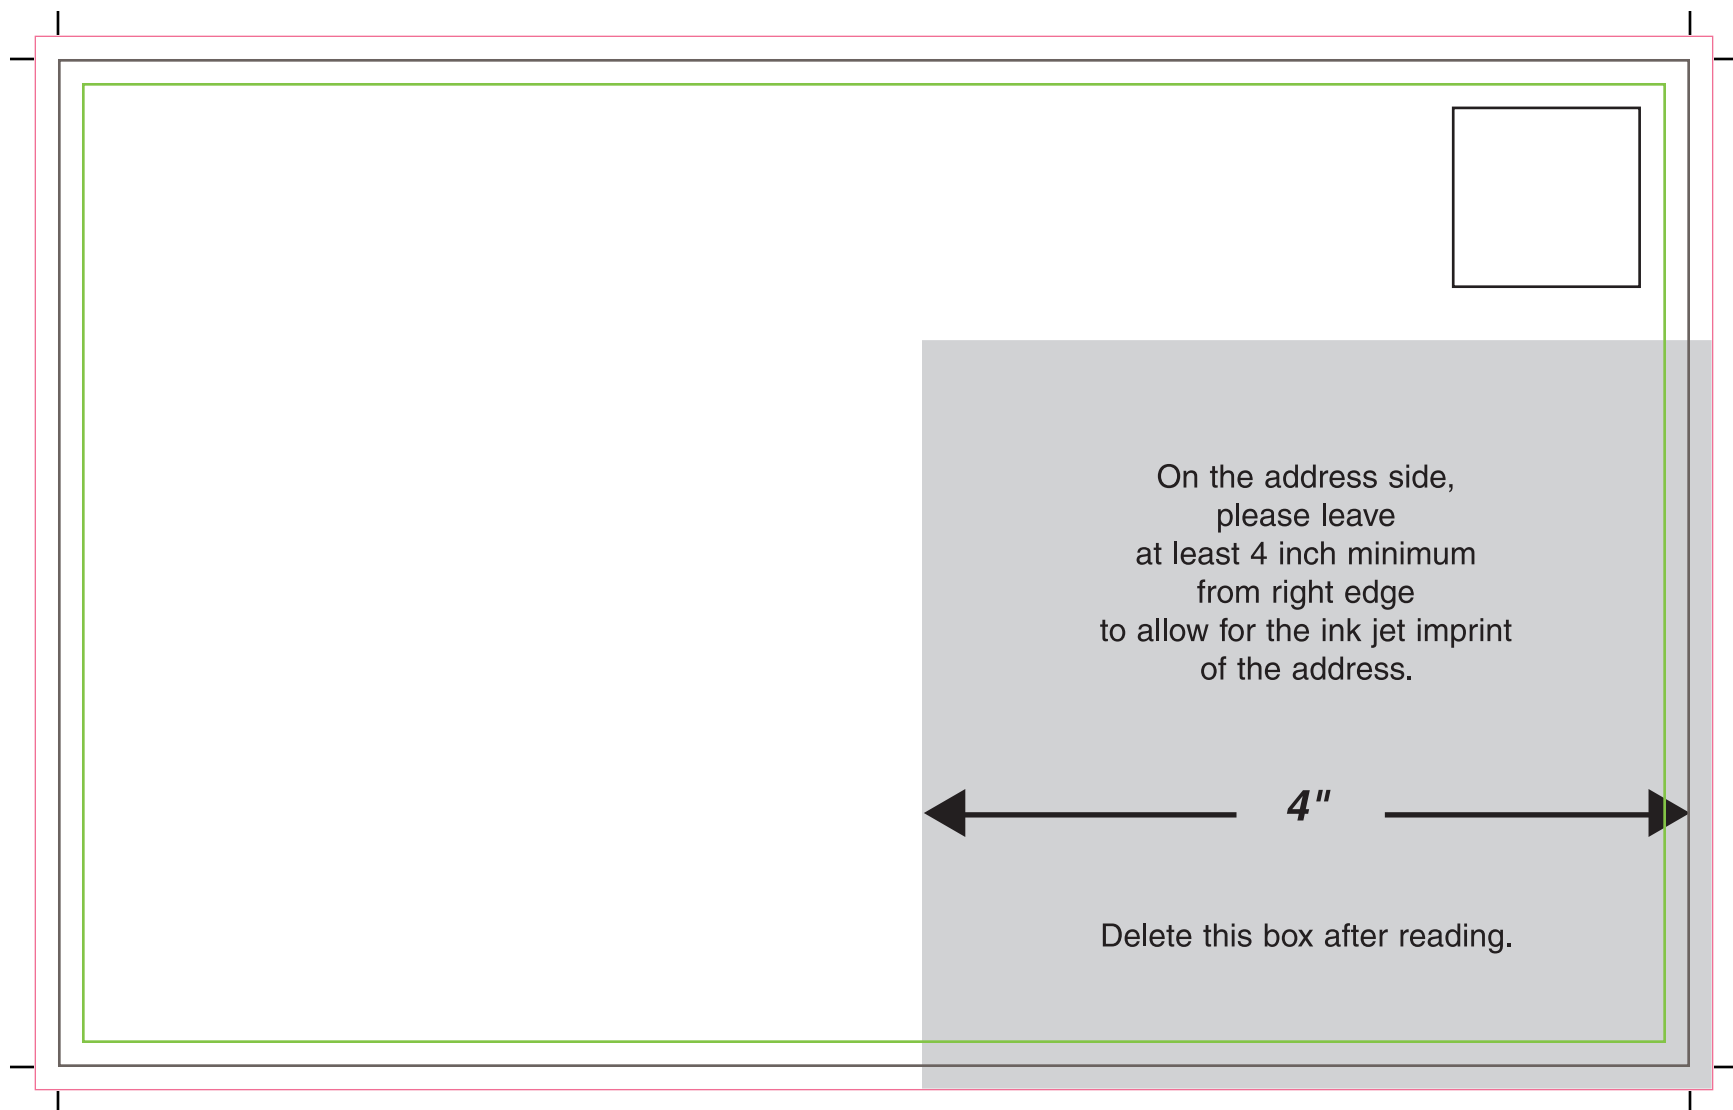 On the address side,
please leave
at least 4 inch minimum
from right edge
to allow for the ink jet imprint
of the address.
4"
Delete this box after reading.